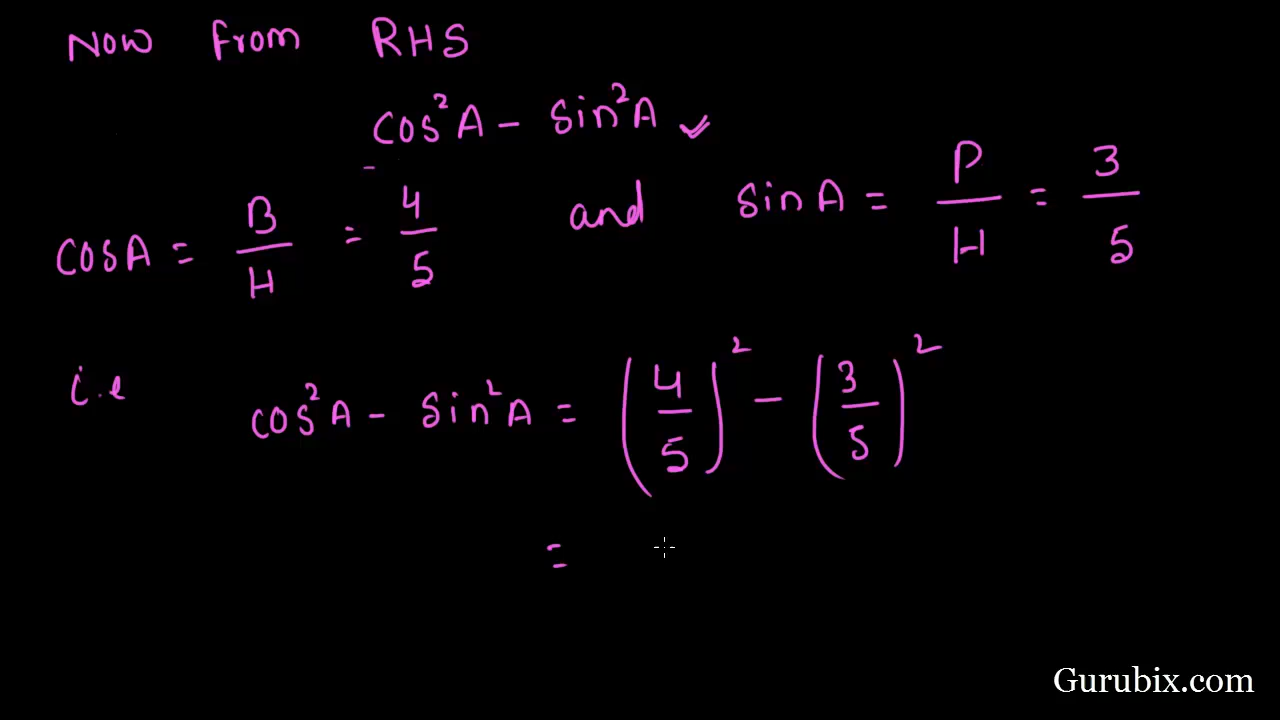 Now from RHS
cos²A - sin²A ✓
cosA = B/H = 4/5 and sinA = P/H = 3/5
i.e cos²A - sin²A = (4/5)² - (3/5)²
=
Gurubix.com